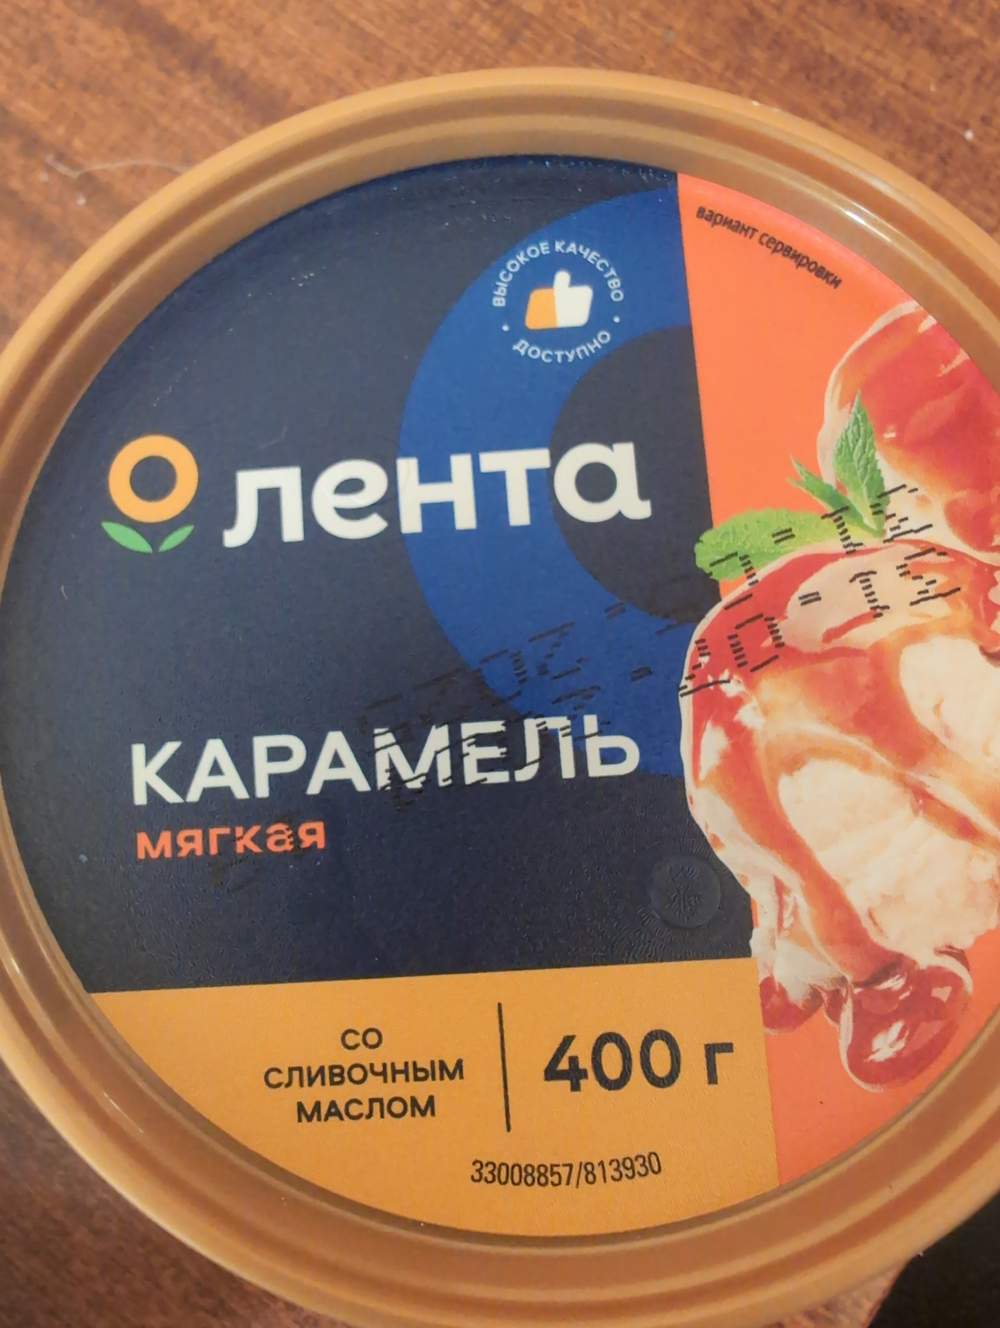 вариант сервировки
ВЫСОКОЕ КАЧЕСТВО
• ДОСТУПНО •
лента
КАРАМЕЛЬ
мягкая
СО
СЛИВОЧНЫМ
МАСЛОМ
400 г
33008857/813930